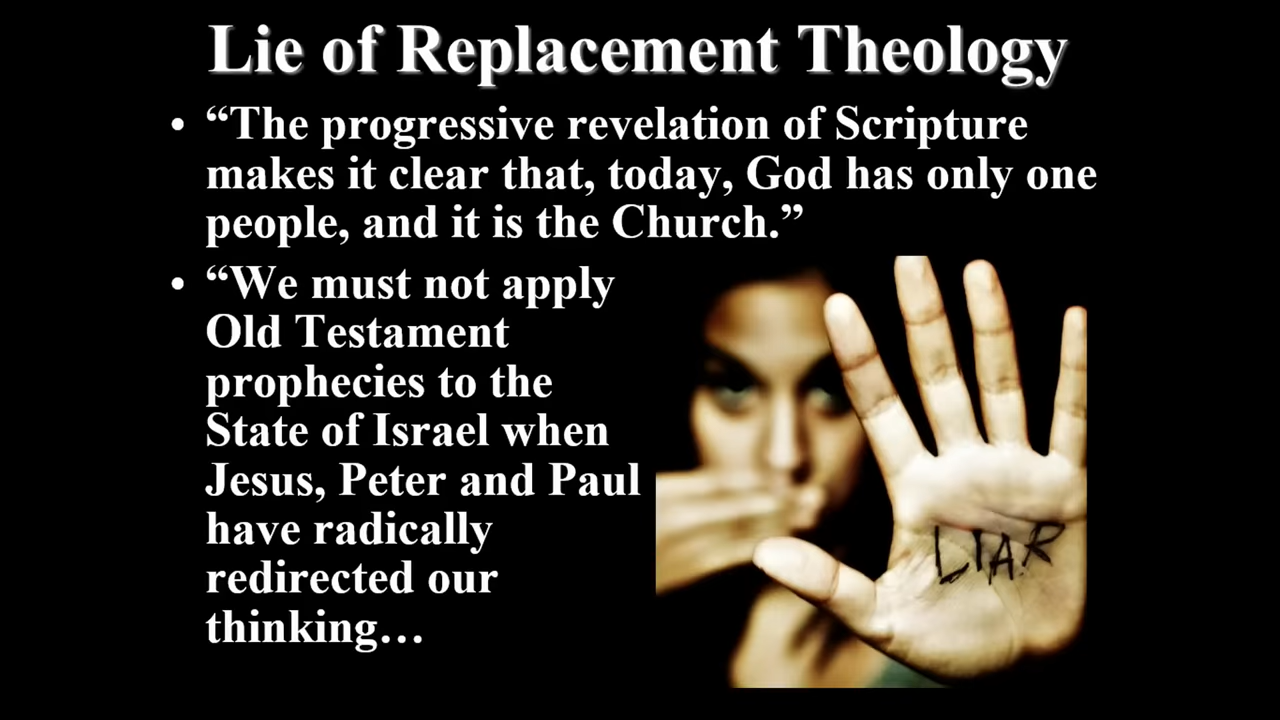 Lie of Replacement Theology
• “The progressive revelation of Scripture
makes it clear that, today, God has only one
people, and it is the Church.”
• “We must not apply
Old Testament
prophecies to the
State of Israel when
Jesus, Peter and Paul
have radically
redirected our
thinking…
LIAR